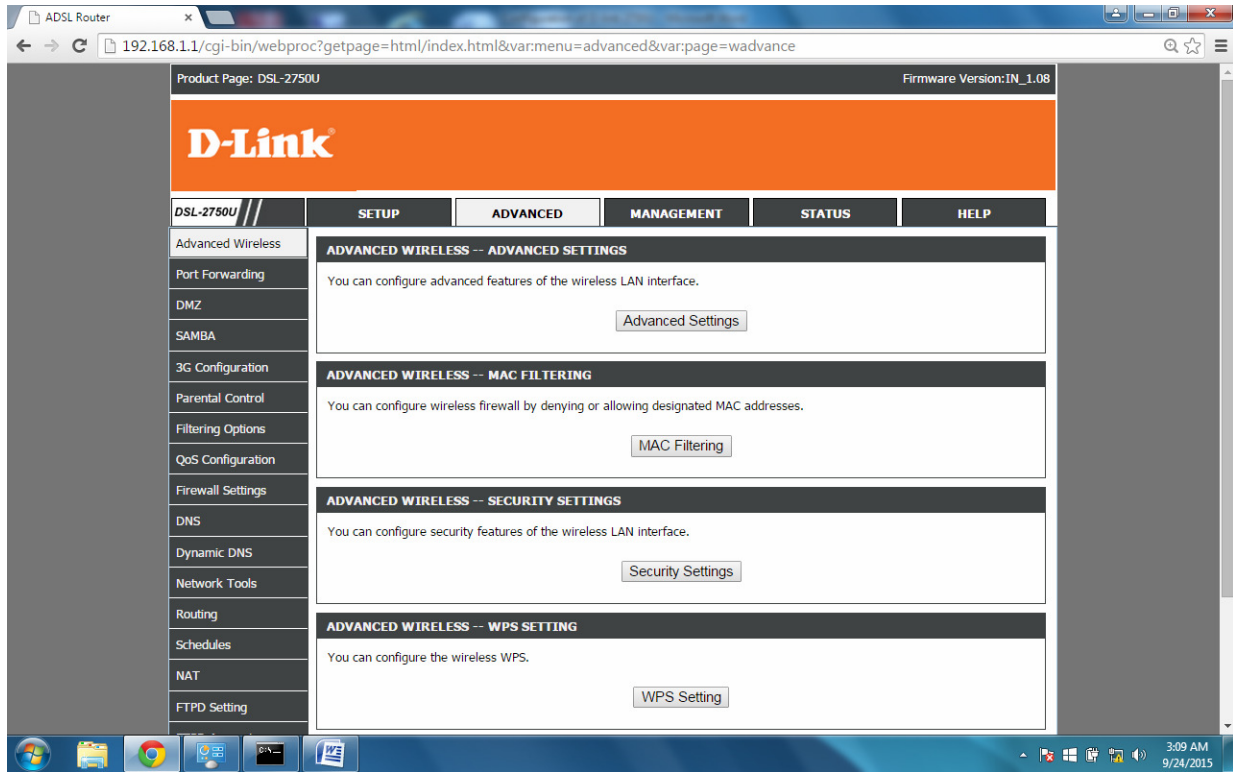 ADSL Router
192.168.1.1/cgi-bin/webproc?getpage=html/index.html&var:menu=advanced&var:page=wadvance
Product Page: DSL-2750U
Firmware Version:IN_1.08
D-Link®
DSL-2750U
SETUP
ADVANCED
MANAGEMENT
STATUS
HELP
Advanced Wireless
Port Forwarding
DMZ
SAMBA
3G Configuration
Parental Control
Filtering Options
QoS Configuration
Firewall Settings
DNS
Dynamic DNS
Network Tools
Routing
Schedules
NAT
FTPD Setting
ADVANCED WIRELESS -- ADVANCED SETTINGS
You can configure advanced features of the wireless LAN interface.
Advanced Settings
ADVANCED WIRELESS -- MAC FILTERING
You can configure wireless firewall by denying or allowing designated MAC addresses.
MAC Filtering
ADVANCED WIRELESS -- SECURITY SETTINGS
You can configure security features of the wireless LAN interface.
Security Settings
ADVANCED WIRELESS -- WPS SETTING
You can configure the wireless WPS.
WPS Setting
3:09 AM
9/24/2015